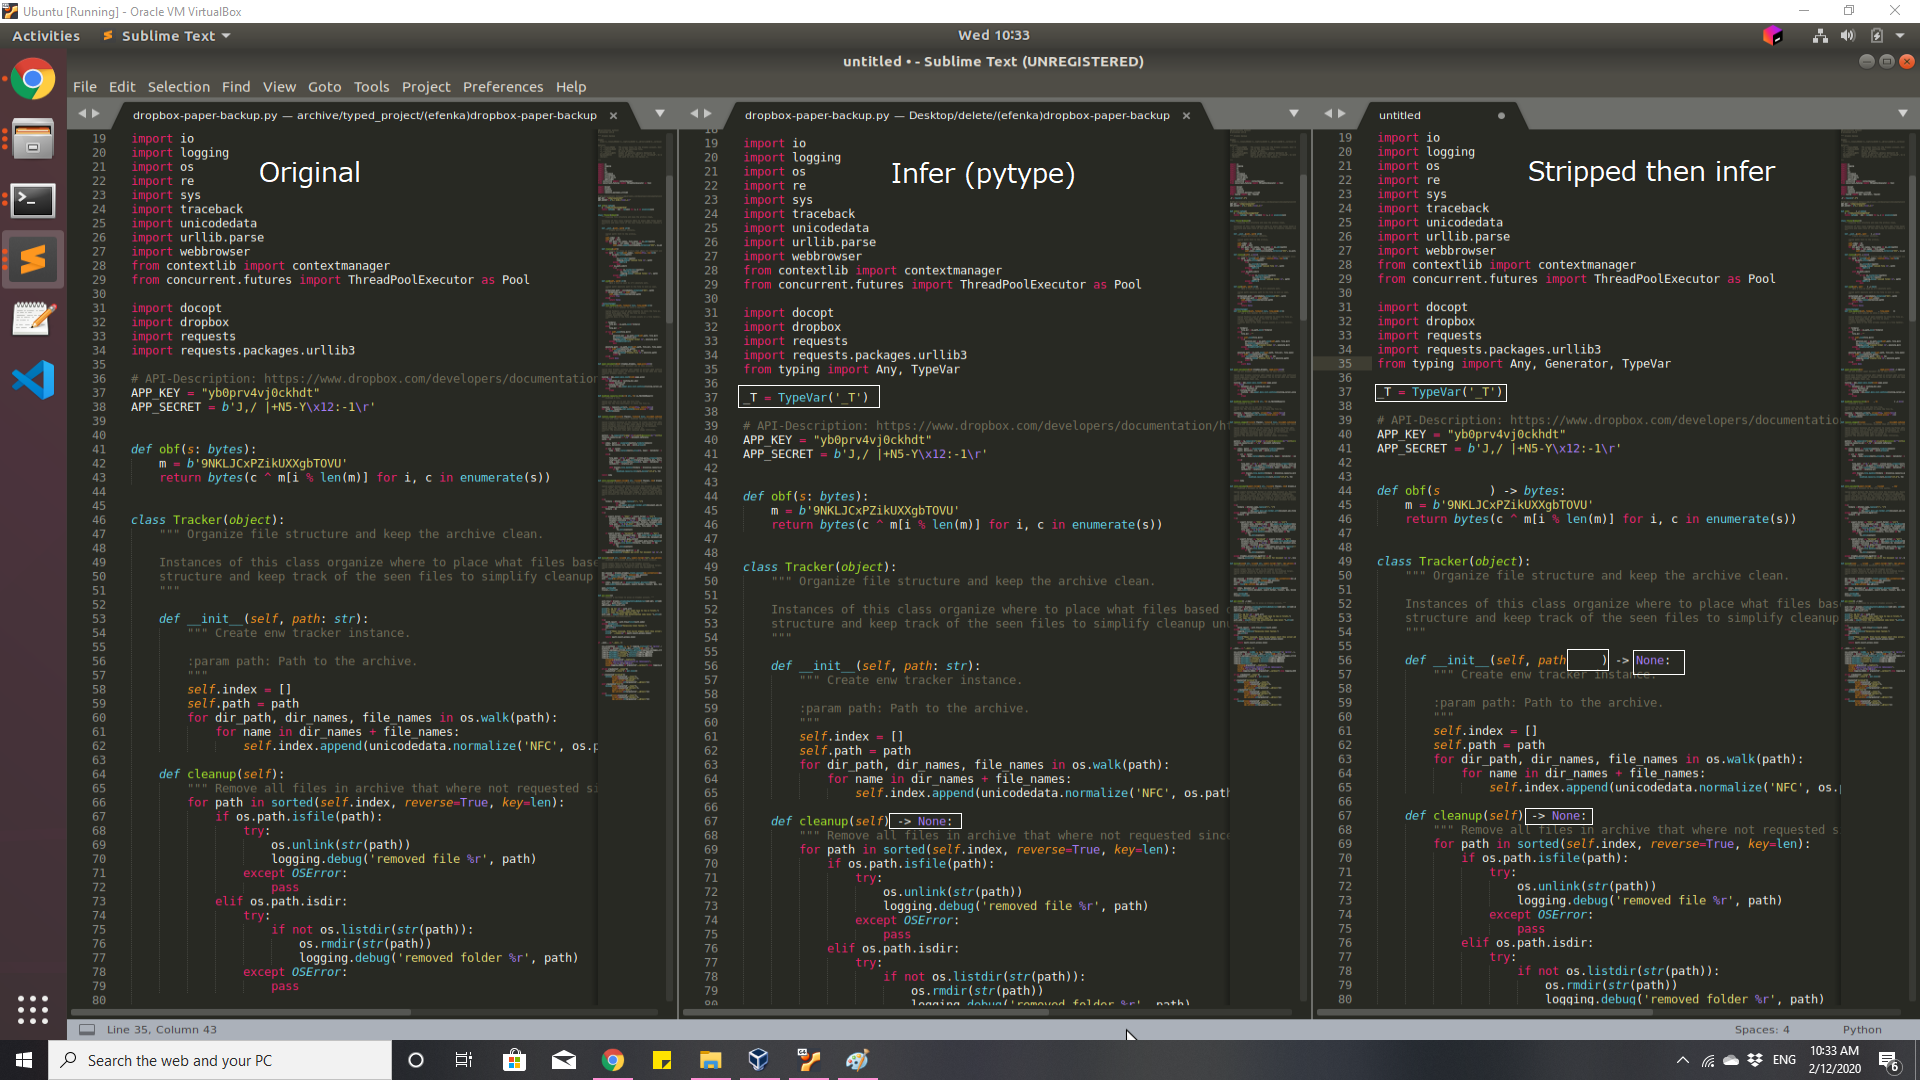 Ubuntu [Running] - Oracle VM VirtualBox
Activities Sublime Text Wed 10:33
untitled • - Sublime Text (UNREGISTERED)
File Edit Selection Find View Goto Tools Project Preferences Help
dropbox-paper-backup.py — archive/typed_project/(efenka)dropbox-paper-backup
19 import io
20 import logging
21 import os
22 import re
23 import sys
24 import traceback
25 import unicodedata
26 import urllib.parse
27 import webbrowser
28 from contextlib import contextmanager
29 from concurrent.futures import ThreadPoolExecutor as Pool
30
31 import docopt
32 import dropbox
33 import requests
34 import requests.packages.urllib3
35
36 # API-Description: https://www.dropbox.com/developers/documentation
37 APP_KEY = "yb0prv4vj0ckhdt"
38 APP_SECRET = b'J,/ |+N5-Y\x12:-1\r'
39
40
41 def obf(s: bytes):
42 m = b'9NKLJCxPZikUXXgbTOVU'
43 return bytes(c ^ m[i % len(m)] for i, c in enumerate(s))
44
45
46 class Tracker(object):
47 """ Organize file structure and keep the archive clean.
48
49 Instances of this class organize where to place what files base
50 structure and keep track of the seen files to simplify cleanup
51 """
52
53 def __init__(self, path: str):
54 """ Create enw tracker instance.
55
56 :param path: Path to the archive.
57 """
58 self.index = []
59 self.path = path
60 for dir_path, dir_names, file_names in os.walk(path):
61 for name in dir_names + file_names:
62 self.index.append(unicodedata.normalize('NFC', os.p
63
64 def cleanup(self):
65 """ Remove all files in archive that where not requested si
66 for path in sorted(self.index, reverse=True, key=len):
67 if os.path.isfile(path):
68 try:
69 os.unlink(str(path))
70 logging.debug('removed file %r', path)
71 except OSError:
72 pass
73 elif os.path.isdir:
74 try:
75 if not os.listdir(str(path)):
76 os.rmdir(str(path))
77 logging.debug('removed folder %r', path)
78 except OSError:
79 pass
80
Original
dropbox-paper-backup.py — Desktop/delete/(efenka)dropbox-paper-backup
18
19 import io
20 import logging
21 import os
22 import re
23 import sys
24 import traceback
25 import unicodedata
26 import urllib.parse
27 import webbrowser
28 from contextlib import contextmanager
29 from concurrent.futures import ThreadPoolExecutor as Pool
30
31 import docopt
32 import dropbox
33 import requests
34 import requests.packages.urllib3
35 from typing import Any, TypeVar
36
37 _T = TypeVar('_T')
38
39 # API-Description: https://www.dropbox.com/developers/documentation/h
40 APP_KEY = "yb0prv4vj0ckhdt"
41 APP_SECRET = b'J,/ |+N5-Y\x12:-1\r'
42
43
44 def obf(s: bytes):
45 m = b'9NKLJCxPZikUXXgbTOVU'
46 return bytes(c ^ m[i % len(m)] for i, c in enumerate(s))
47
48
49 class Tracker(object):
50 """ Organize file structure and keep the archive clean.
51
52 Instances of this class organize where to place what files based
53 structure and keep track of the seen files to simplify cleanup un
54 """
55
56 def __init__(self, path: str):
57 """ Create enw tracker instance.
58
59 :param path: Path to the archive.
60 """
61 self.index = []
62 self.path = path
63 for dir_path, dir_names, file_names in os.walk(path):
64 for name in dir_names + file_names:
65 self.index.append(unicodedata.normalize('NFC', os.path
66
67 def cleanup(self) -> None:
68 """ Remove all files in archive that where not requested since
69 for path in sorted(self.index, reverse=True, key=len):
70 if os.path.isfile(path):
71 try:
72 os.unlink(str(path))
73 logging.debug('removed file %r', path)
74 except OSError:
75 pass
76 elif os.path.isdir:
77 try:
78 if not os.listdir(str(path)):
79 os.rmdir(str(path))
80 logging.debug('removed folder %r', path)
Infer (pytype)
untitled
19 import io
20 import logging
21 import os
22 import re
23 import sys
24 import traceback
25 import unicodedata
26 import urllib.parse
27 import webbrowser
28 from contextlib import contextmanager
29 from concurrent.futures import ThreadPoolExecutor as Pool
30
31 import docopt
32 import dropbox
33 import requests
34 import requests.packages.urllib3
35 from typing import Any, Generator, TypeVar
36
37 _T = TypeVar('_T')
38
39 # API-Description: https://www.dropbox.com/developers/documentatio
40 APP_KEY = "yb0prv4vj0ckhdt"
41 APP_SECRET = b'J,/ |+N5-Y\x12:-1\r'
42
43
44 def obf(s ) -> bytes:
45 m = b'9NKLJCxPZikUXXgbTOVU'
46 return bytes(c ^ m[i % len(m)] for i, c in enumerate(s))
47
48
49 class Tracker(object):
50 """ Organize file structure and keep the archive clean.
51
52 Instances of this class organize where to place what files bas
53 structure and keep track of the seen files to simplify cleanup
54 """
55
56 def __init__(self, path ) -> None:
57 """ Create enw tracker instance.
58
59 :param path: Path to the archive.
60 """
61 self.index = []
62 self.path = path
63 for dir_path, dir_names, file_names in os.walk(path):
64 for name in dir_names + file_names:
65 self.index.append(unicodedata.normalize('NFC', os.
66
67 def cleanup(self) -> None:
68 """ Remove all files in archive that where not requested s
69 for path in sorted(self.index, reverse=True, key=len):
70 if os.path.isfile(path):
71 try:
72 os.unlink(str(path))
73 logging.debug('removed file %r', path)
74 except OSError:
75 pass
76 elif os.path.isdir:
77 try:
78 if not os.listdir(str(path)):
79 os.rmdir(str(path))
80 logging.debug('removed folder %r', path)
Stripped then infer
Line 35, Column 43 Spaces: 4 Python
Search the web and your PC
ENG
10:33 AM
2/12/2020
6